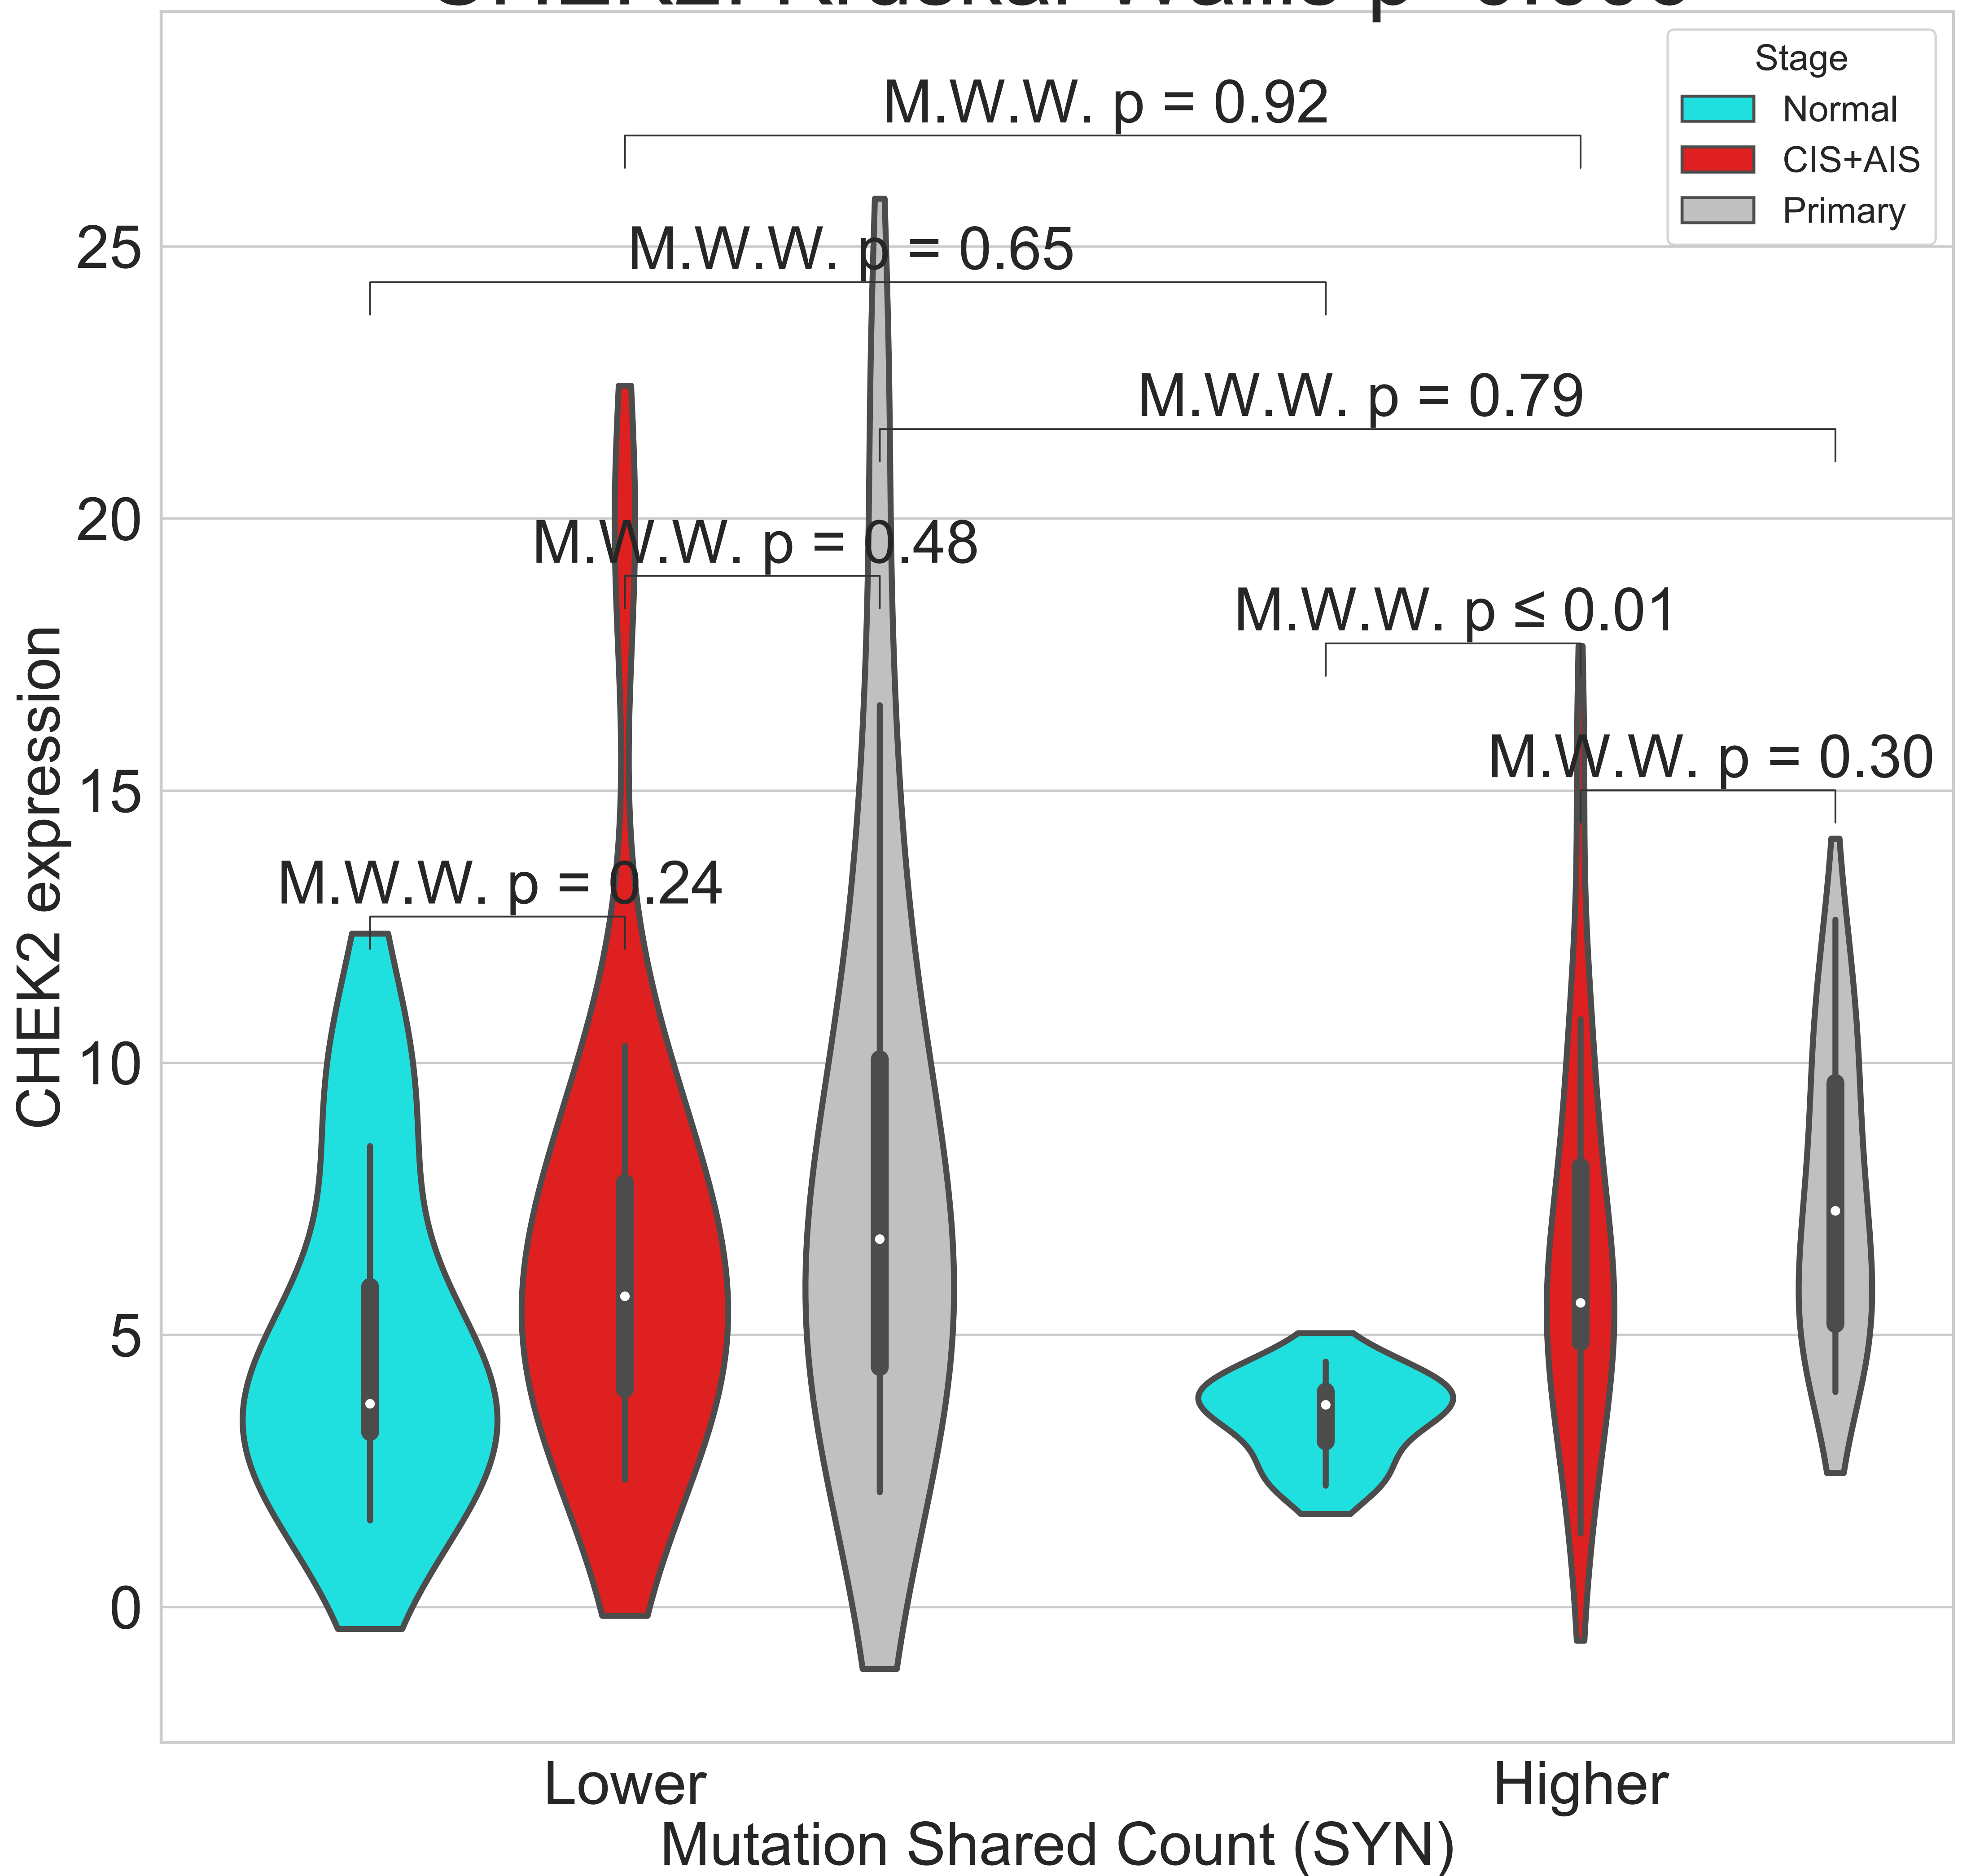 Stage
Normal
CIS+AIS
Primary
M.W.W. p = 0.92
M.W.W. p = 0.65
M.W.W. p = 0.79
M.W.W. p = 0.48
M.W.W. p ≤ 0.01
M.W.W. p = 0.30
M.W.W. p = 0.24
CHEK2 expression
25
20
15
10
5
0
Lower
Higher
Mutation Shared Count (SYN)